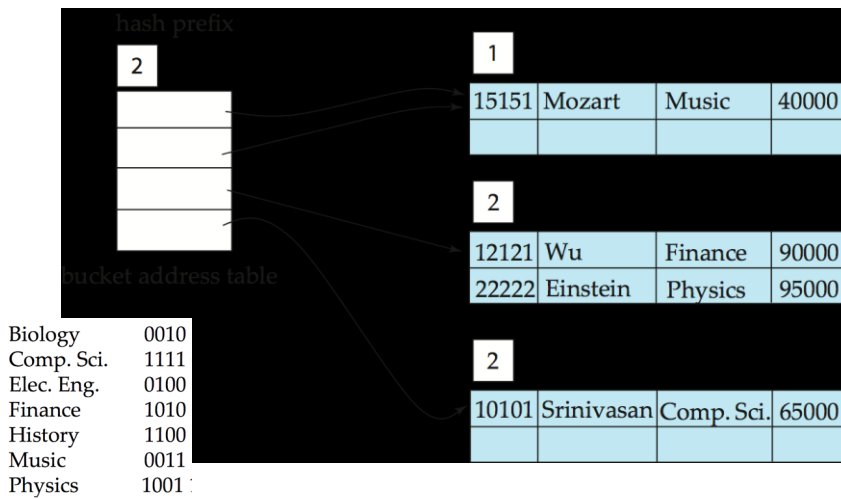 hash prefix
2
1
15151 Mozart Music 40000
2
12121 Wu Finance 90000
22222 Einstein Physics 95000
bucket address table
2
10101 Srinivasan Comp. Sci. 65000
Biology 0010
Comp. Sci. 1111
Elec. Eng. 0100
Finance 1010
History 1100
Music 0011
Physics 1001